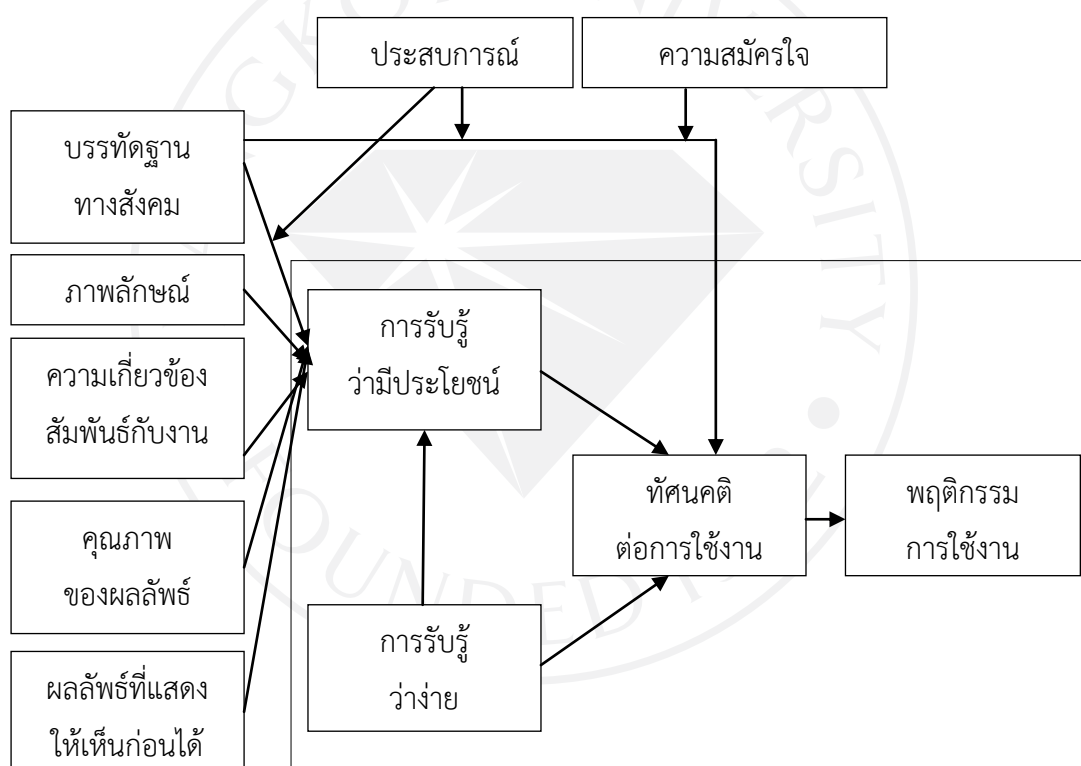 ประสบการณ์
ความสมัครใจ
บรรทัดฐาน
ทางสังคม
ภาพลักษณ์
ความเกี่ยวข้อง
สัมพันธ์กับงาน
คุณภาพ
ของผลลัพธ์
ผลลัพธ์ที่แสดง
ให้เห็นก่อนได้
การรับรู้
ว่ามีประโยชน์
การรับรู้
ว่าง่าย
ทัศนคติ
ต่อการใช้งาน
พฤติกรรม
การใช้งาน